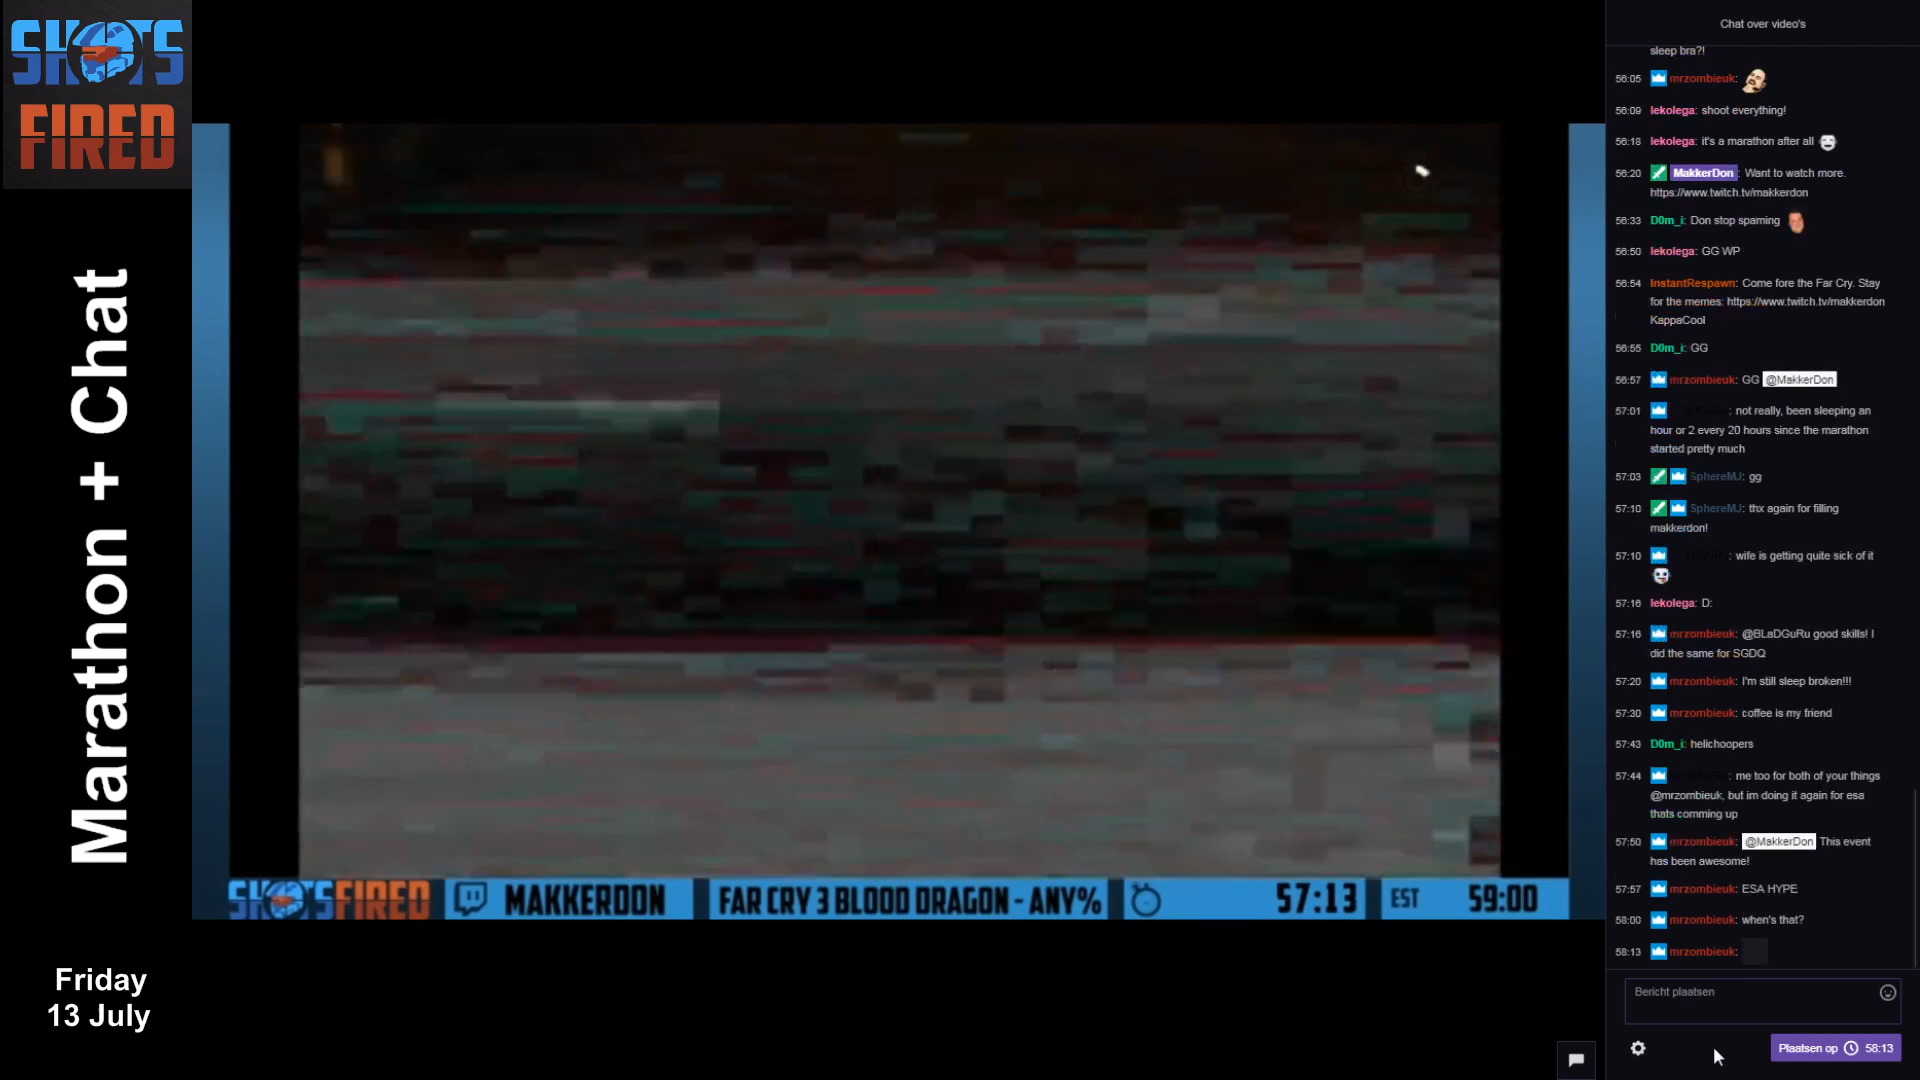 SHOTS
FIRED
Marathon + Chat
Friday
13 July
SHOTSFIRED
MAKKERDON
FAR CRY 3 BLOOD DRAGON - ANY%
57:13
EST
59:00
Chat over video's
sleep bra?!
56:05 mrzombieuk:
56:09 lekolega: shoot everything!
56:18 lekolega: it's a marathon after all
56:20 MakkerDon: Want to watch more.
https://www.twitch.tv/makkerdon
56:33 D0m_i: Don stop spaming
56:50 lekolega: GG WP
56:54 InstantRespawn: Come fore the Far Cry. Stay
for the memes: https://www.twitch.tv/makkerdon
KappaCool
56:55 D0m_i: GG
56:57 mrzombieuk: GG @MakkerDon
57:01 : not really, been sleeping an
hour or 2 every 20 hours since the marathon
started pretty much
57:03 SphereMJ: gg
57:10 SphereMJ: thx again for filling
makkerdon!
57:10 : wife is getting quite sick of it
57:16 lekolega: D:
57:16 mrzombieuk: @BLaDGuRu good skills! I
did the same for SGDQ
57:20 mrzombieuk: I'm still sleep broken!!!
57:30 mrzombieuk: coffee is my friend
57:43 D0m_i: helichoopers
57:44 : me too for both of your things
@mrzombieuk, but im doing it again for esa
thats comming up
57:50 mrzombieuk: @MakkerDon This event
has been awesome!
57:57 mrzombieuk: ESA HYPE
58:00 mrzombieuk: when's that?
58:13 mrzombieuk:
Bericht plaatsen
Plaatsen op 58:13